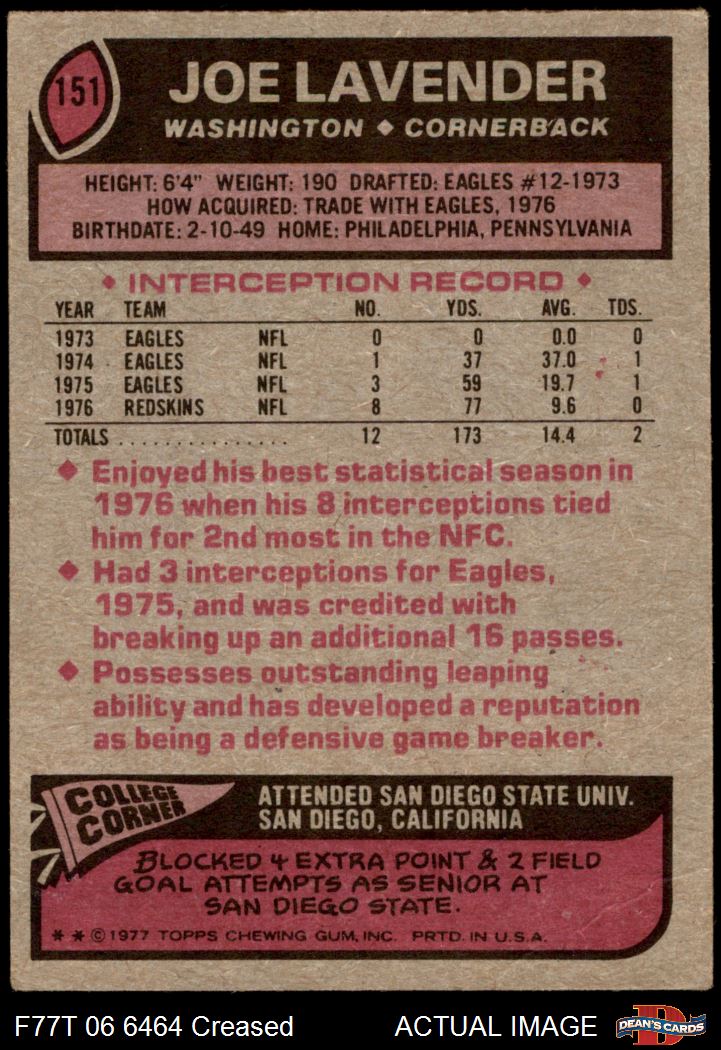 151
JOE LAVENDER
WASHINGTON ◆ CORNERBACK
HEIGHT: 6'4" WEIGHT: 190 DRAFTED: EAGLES #12-1973
HOW ACQUIRED: TRADE WITH EAGLES, 1976
BIRTHDATE: 2-10-49 HOME: PHILADELPHIA, PENNSYLVANIA
◆ INTERCEPTION RECORD ◆
YEAR TEAM NO. YDS. AVG. TDS.
1973 EAGLES NFL 0 0 0.0 0
1974 EAGLES NFL 1 37 37.0 1
1975 EAGLES NFL 3 59 19.7 1
1976 REDSKINS NFL 8 77 9.6 0
TOTALS ................ 12 173 14.4 2
◆ Enjoyed his best statistical season in
1976 when his 8 interceptions tied
him for 2nd most in the NFC.
◆ Had 3 interceptions for Eagles,
1975, and was credited with
breaking up an additional 16 passes.
◆ Possesses outstanding leaping
ability and has developed a reputation
as being a defensive game breaker.
COLLEGE
CORNER
ATTENDED SAN DIEGO STATE UNIV.
SAN DIEGO, CALIFORNIA
BLOCKED 4 EXTRA POINT & 2 FIELD
GOAL ATTEMPTS AS SENIOR AT
SAN DIEGO STATE.
* * © 1977 TOPPS CHEWING GUM, INC. PRTD. IN U.S.A.
F77T 06 6464 Creased
ACTUAL IMAGE
D
DEAN'S CARDS